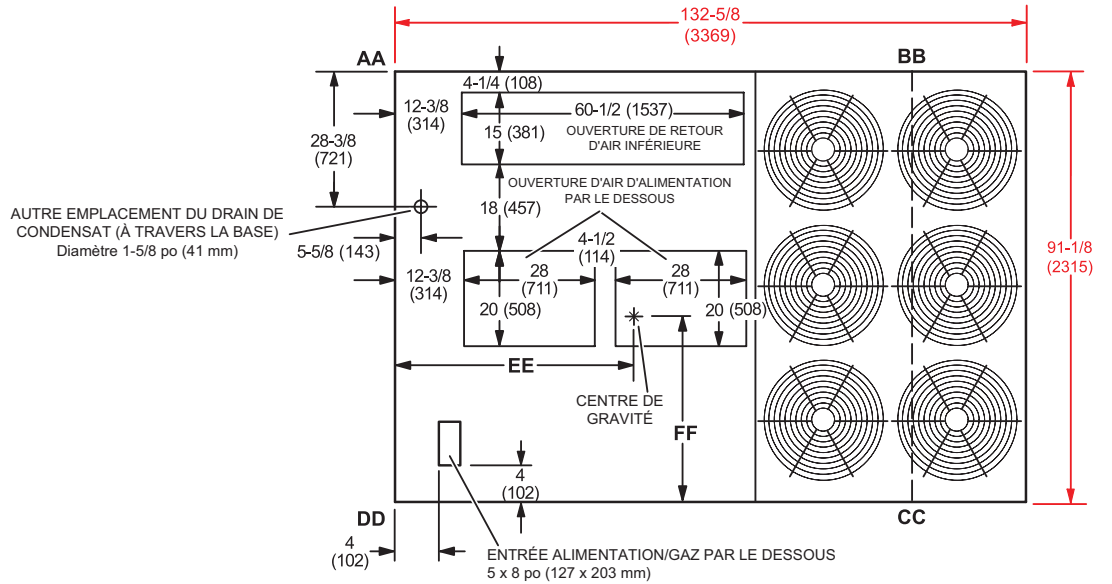 132-5/8
(3369)
AA
BB
4-1/4 (108)
12-3/8
(314)
60-1/2 (1537)
15 (381)
OUVERTURE DE RETOUR
D'AIR INFÉRIEURE
28-3/8
(721)
OUVERTURE D'AIR D'ALIMENTATION
PAR LE DESSOUS
18 (457)
AUTRE EMPLACEMENT DU DRAIN DE
CONDENSAT (À TRAVERS LA BASE)
Diamètre 1-5/8 po (41 mm)
5-5/8 (143)
4-1/2
(114)
91-1/8
(2315)
12-3/8
(314)
28
(711)
28
(711)
20 (508)
20 (508)
EE
CENTRE DE
GRAVITÉ
FF
4
(102)
DD
CC
4
(102)
ENTRÉE ALIMENTATION/GAZ PAR LE DESSOUS
5 x 8 po (127 x 203 mm)